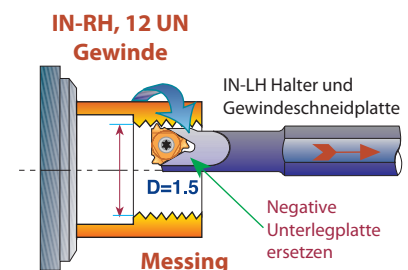 IN-RH, 12 UN
Gewinde
IN-LH Halter und
Gewindeschneidplatte
D=1.5
Negative
Unterlegplatte
ersetzen
Messing